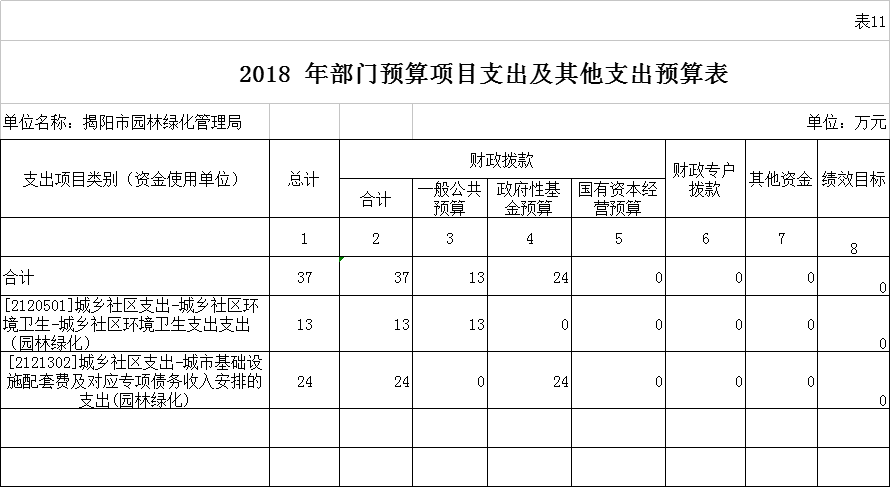 表11
2018 年部门预算项目支出及其他支出预算表
单位名称：揭阳市园林绿化管理局 单位：万元
支出项目类别（资金使用单位） 总计 财政拨款 财政专户拨款 其他资金 绩效目标
合计 一般公共预算 政府性基金预算 国有资本经营预算
1 2 3 4 5 6 7 8
合计 37 37 13 24 0 0 0 0
[2120501]城乡社区支出-城乡社区环
境卫生-城乡社区环境卫生支出支出 13 13 13 0 0 0 0 0
（园林绿化）
[2121302]城乡社区支出-城市基础设
施配套费及对应专项债务收入安排的 24 24 0 24 0 0 0 0
支出(园林绿化）